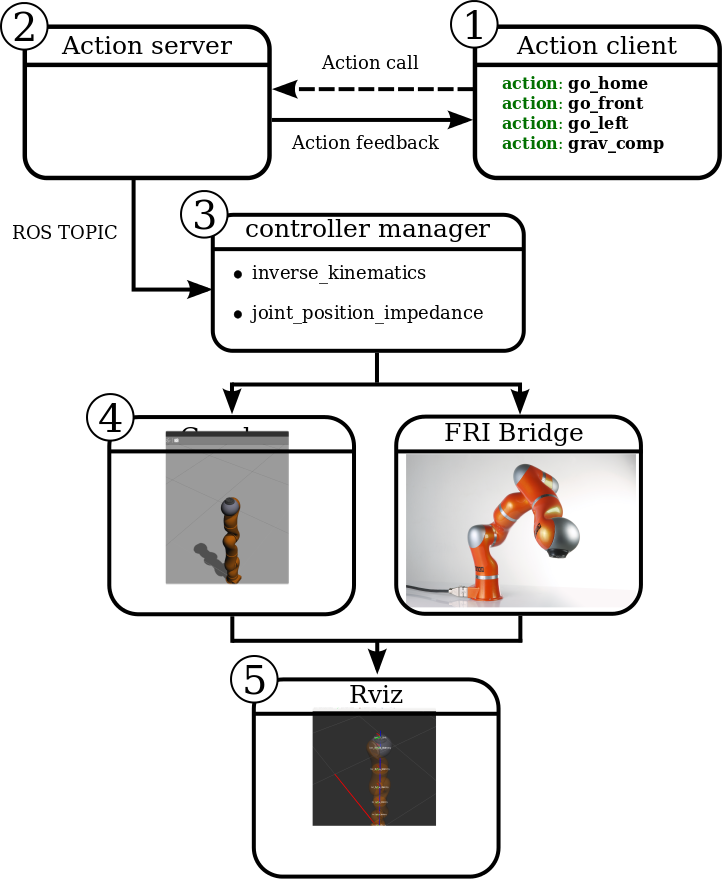 2
Action server
1
Action client
Action call
action: go_home
action: go_front
action: go_left
action: grav_comp
Action feedback
ROS TOPIC
3
controller manager
• inverse_kinematics
• joint_position_impedance
4
FRI Bridge
5
Rviz